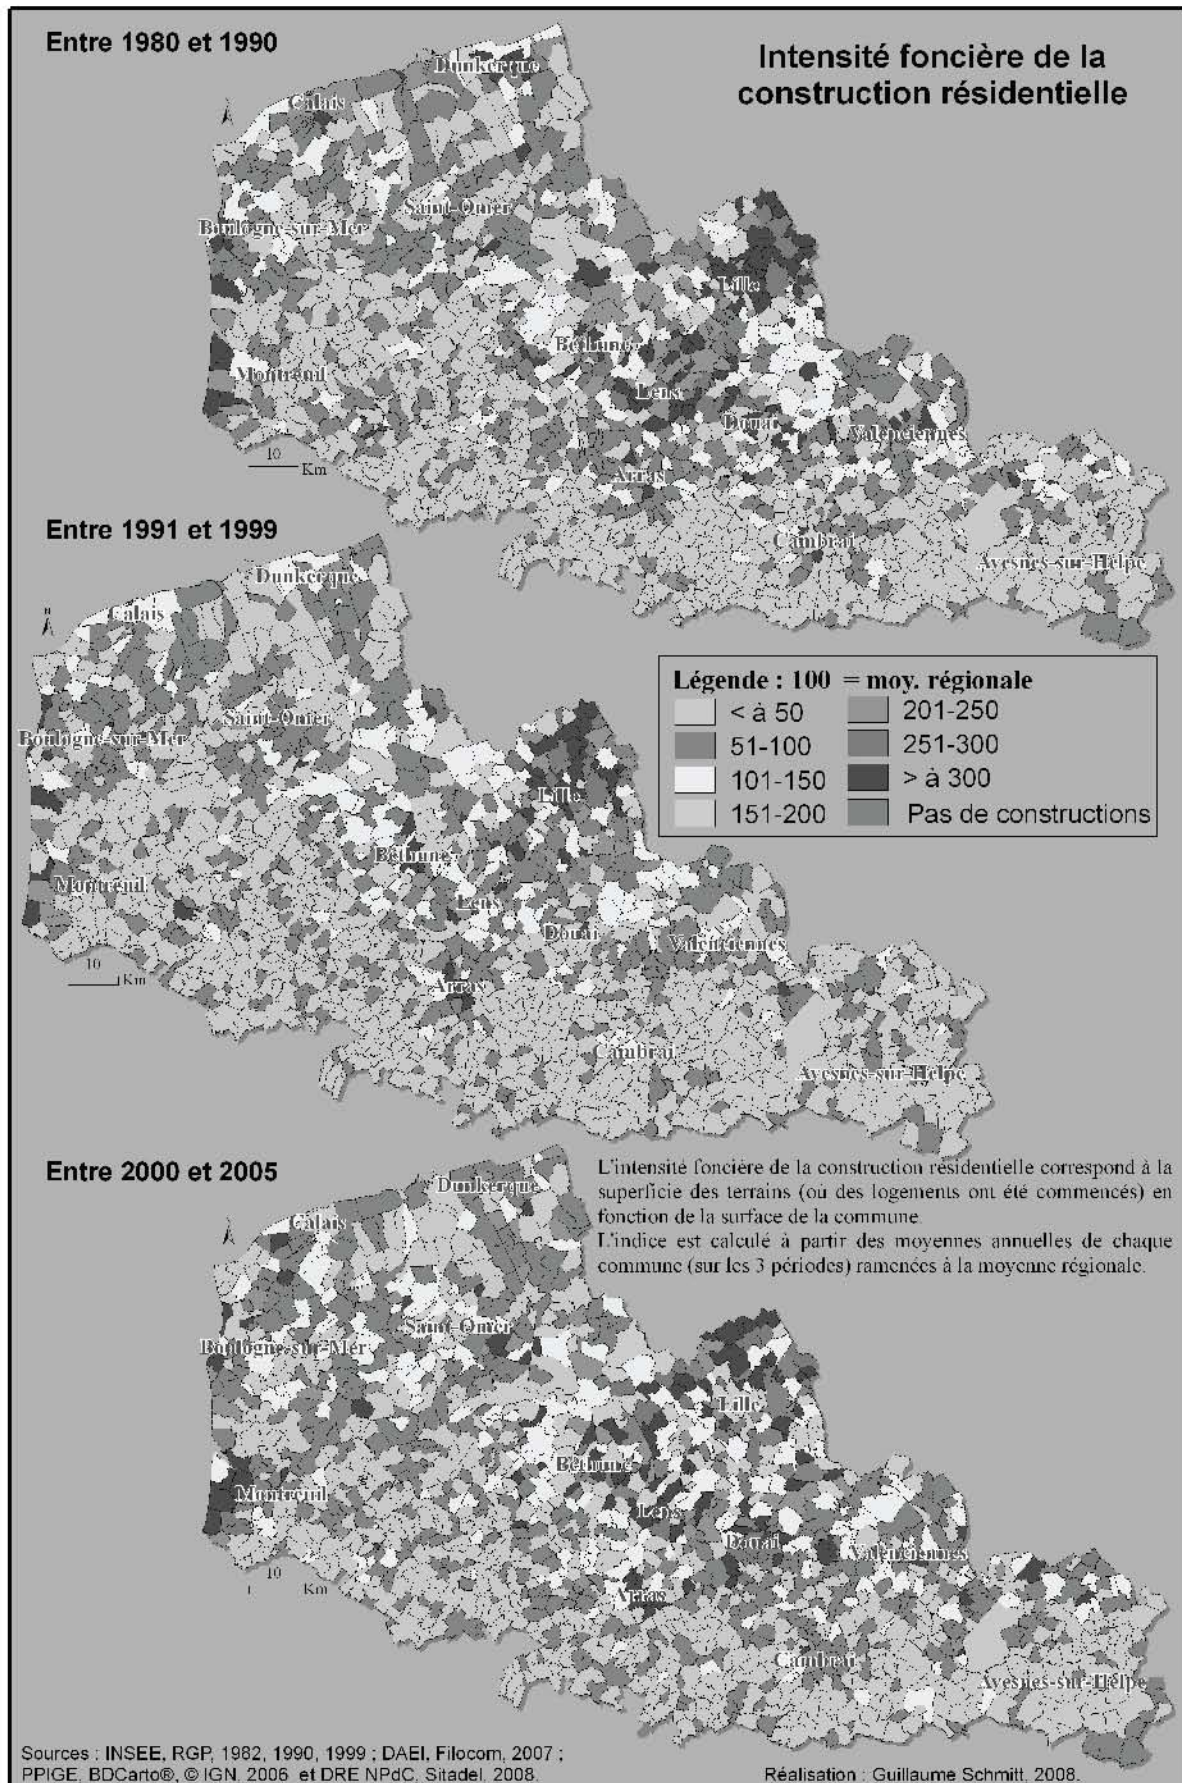 Entre 1980 et 1990
Intensité foncière de la
construction résidentielle
Dunkerque
Calais
Saint-Omer
Boulogne-sur-Mer
Lille
Béthune
Montreuil
Lens
Douai
Valenciennes
Arras
10
Km
Cambrai
Avesnes-sur-Helpe
Entre 1991 et 1999
Dunkerque
Calais
N
Saint-Omer
Boulogne-sur-Mer
Lille
Béthune
Montreuil
Lens
Douai
Valenciennes
10
Km
Arras
Cambrai
Avesnes-sur-Helpe
Légende : 100 = moy. régionale
< à 50
51-100
101-150
151-200
201-250
251-300
> à 300
Pas de constructions
Entre 2000 et 2005
L'intensité foncière de la construction résidentielle correspond à la
superficie des terrains (où des logements ont été commencés) en
fonction de la surface de la commune.
L'indice est calculé à partir des moyennes annuelles de chaque
commune (sur les 3 périodes) ramenées à la moyenne régionale.
Dunkerque
Calais
Saint-Omer
Boulogne-sur-Mer
Lille
Béthune
Montreuil
Lens
Douai
Valenciennes
10
Km
Arras
Cambrai
Avesnes-sur-Helpe
Sources : INSEE, RGP, 1982, 1990, 1999 ; DAEI, Filocom, 2007 ;
PPIGE, BDCarto®, © IGN, 2006 et DRE NPdC, Sitadel, 2008.
Réalisation : Guillaume Schmitt, 2008.